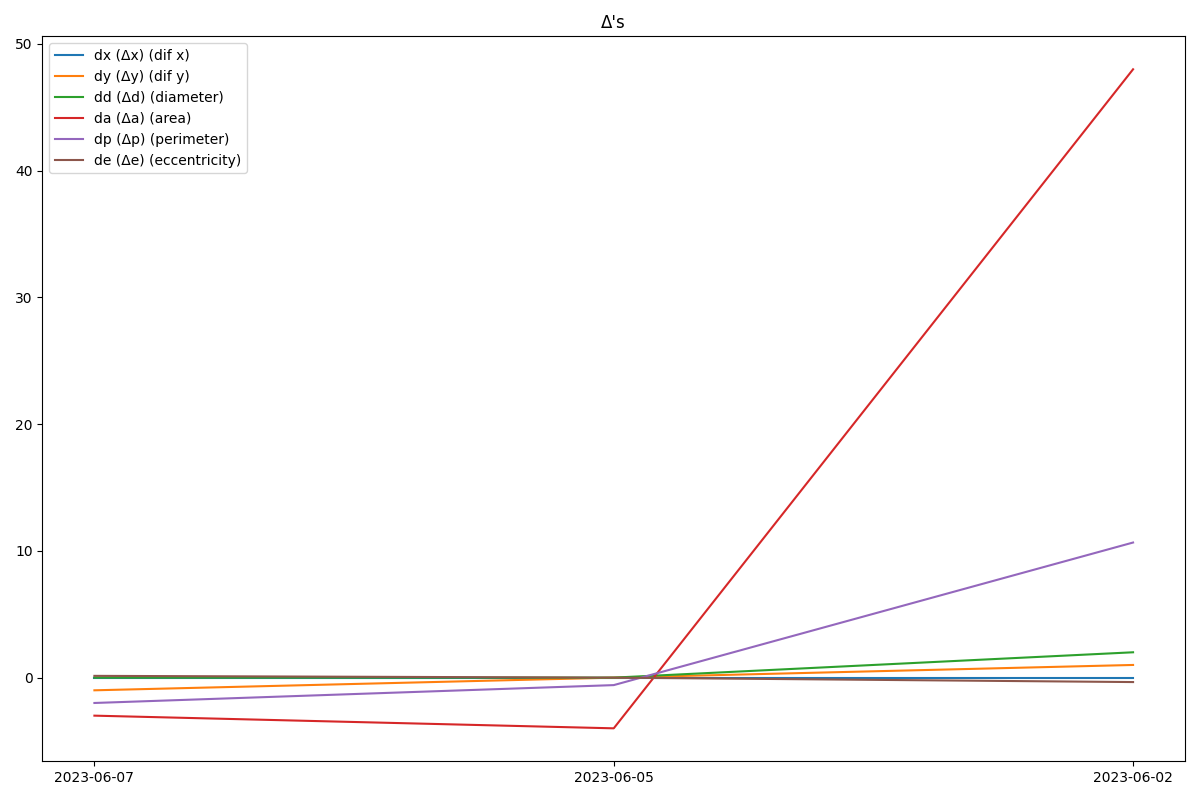 Δ's
50
40
30
20
10
0
dx (Δx) (dif x)
dy (Δy) (dif y)
dd (Δd) (diameter)
da (Δa) (area)
dp (Δp) (perimeter)
de (Δe) (eccentricity)
2023-06-07
2023-06-05
2023-06-02